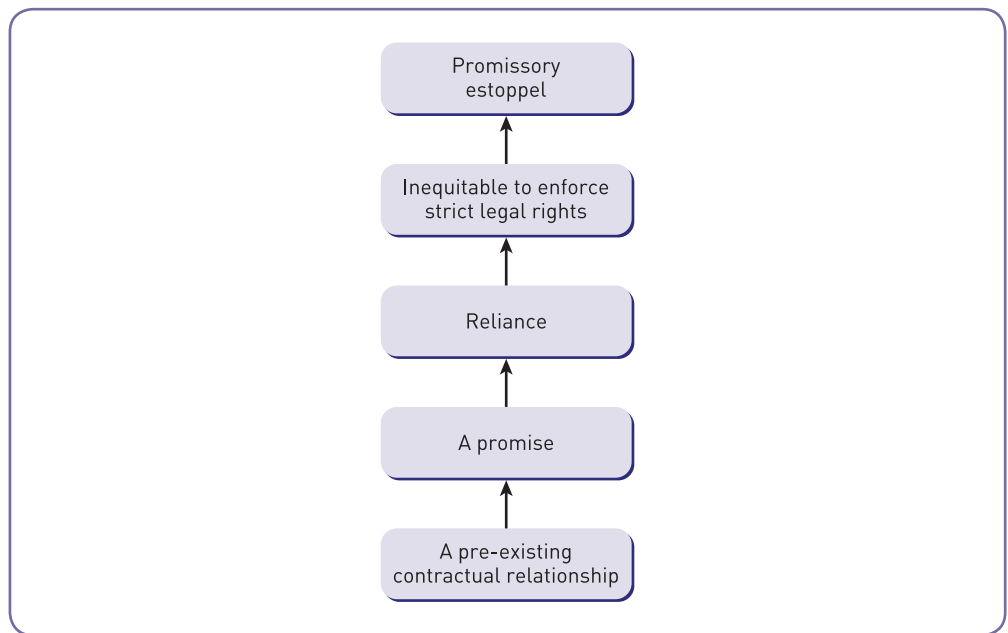 Promissory
estoppel
Inequitable to enforce
strict legal rights
Reliance
A promise
A pre-existing
contractual relationship